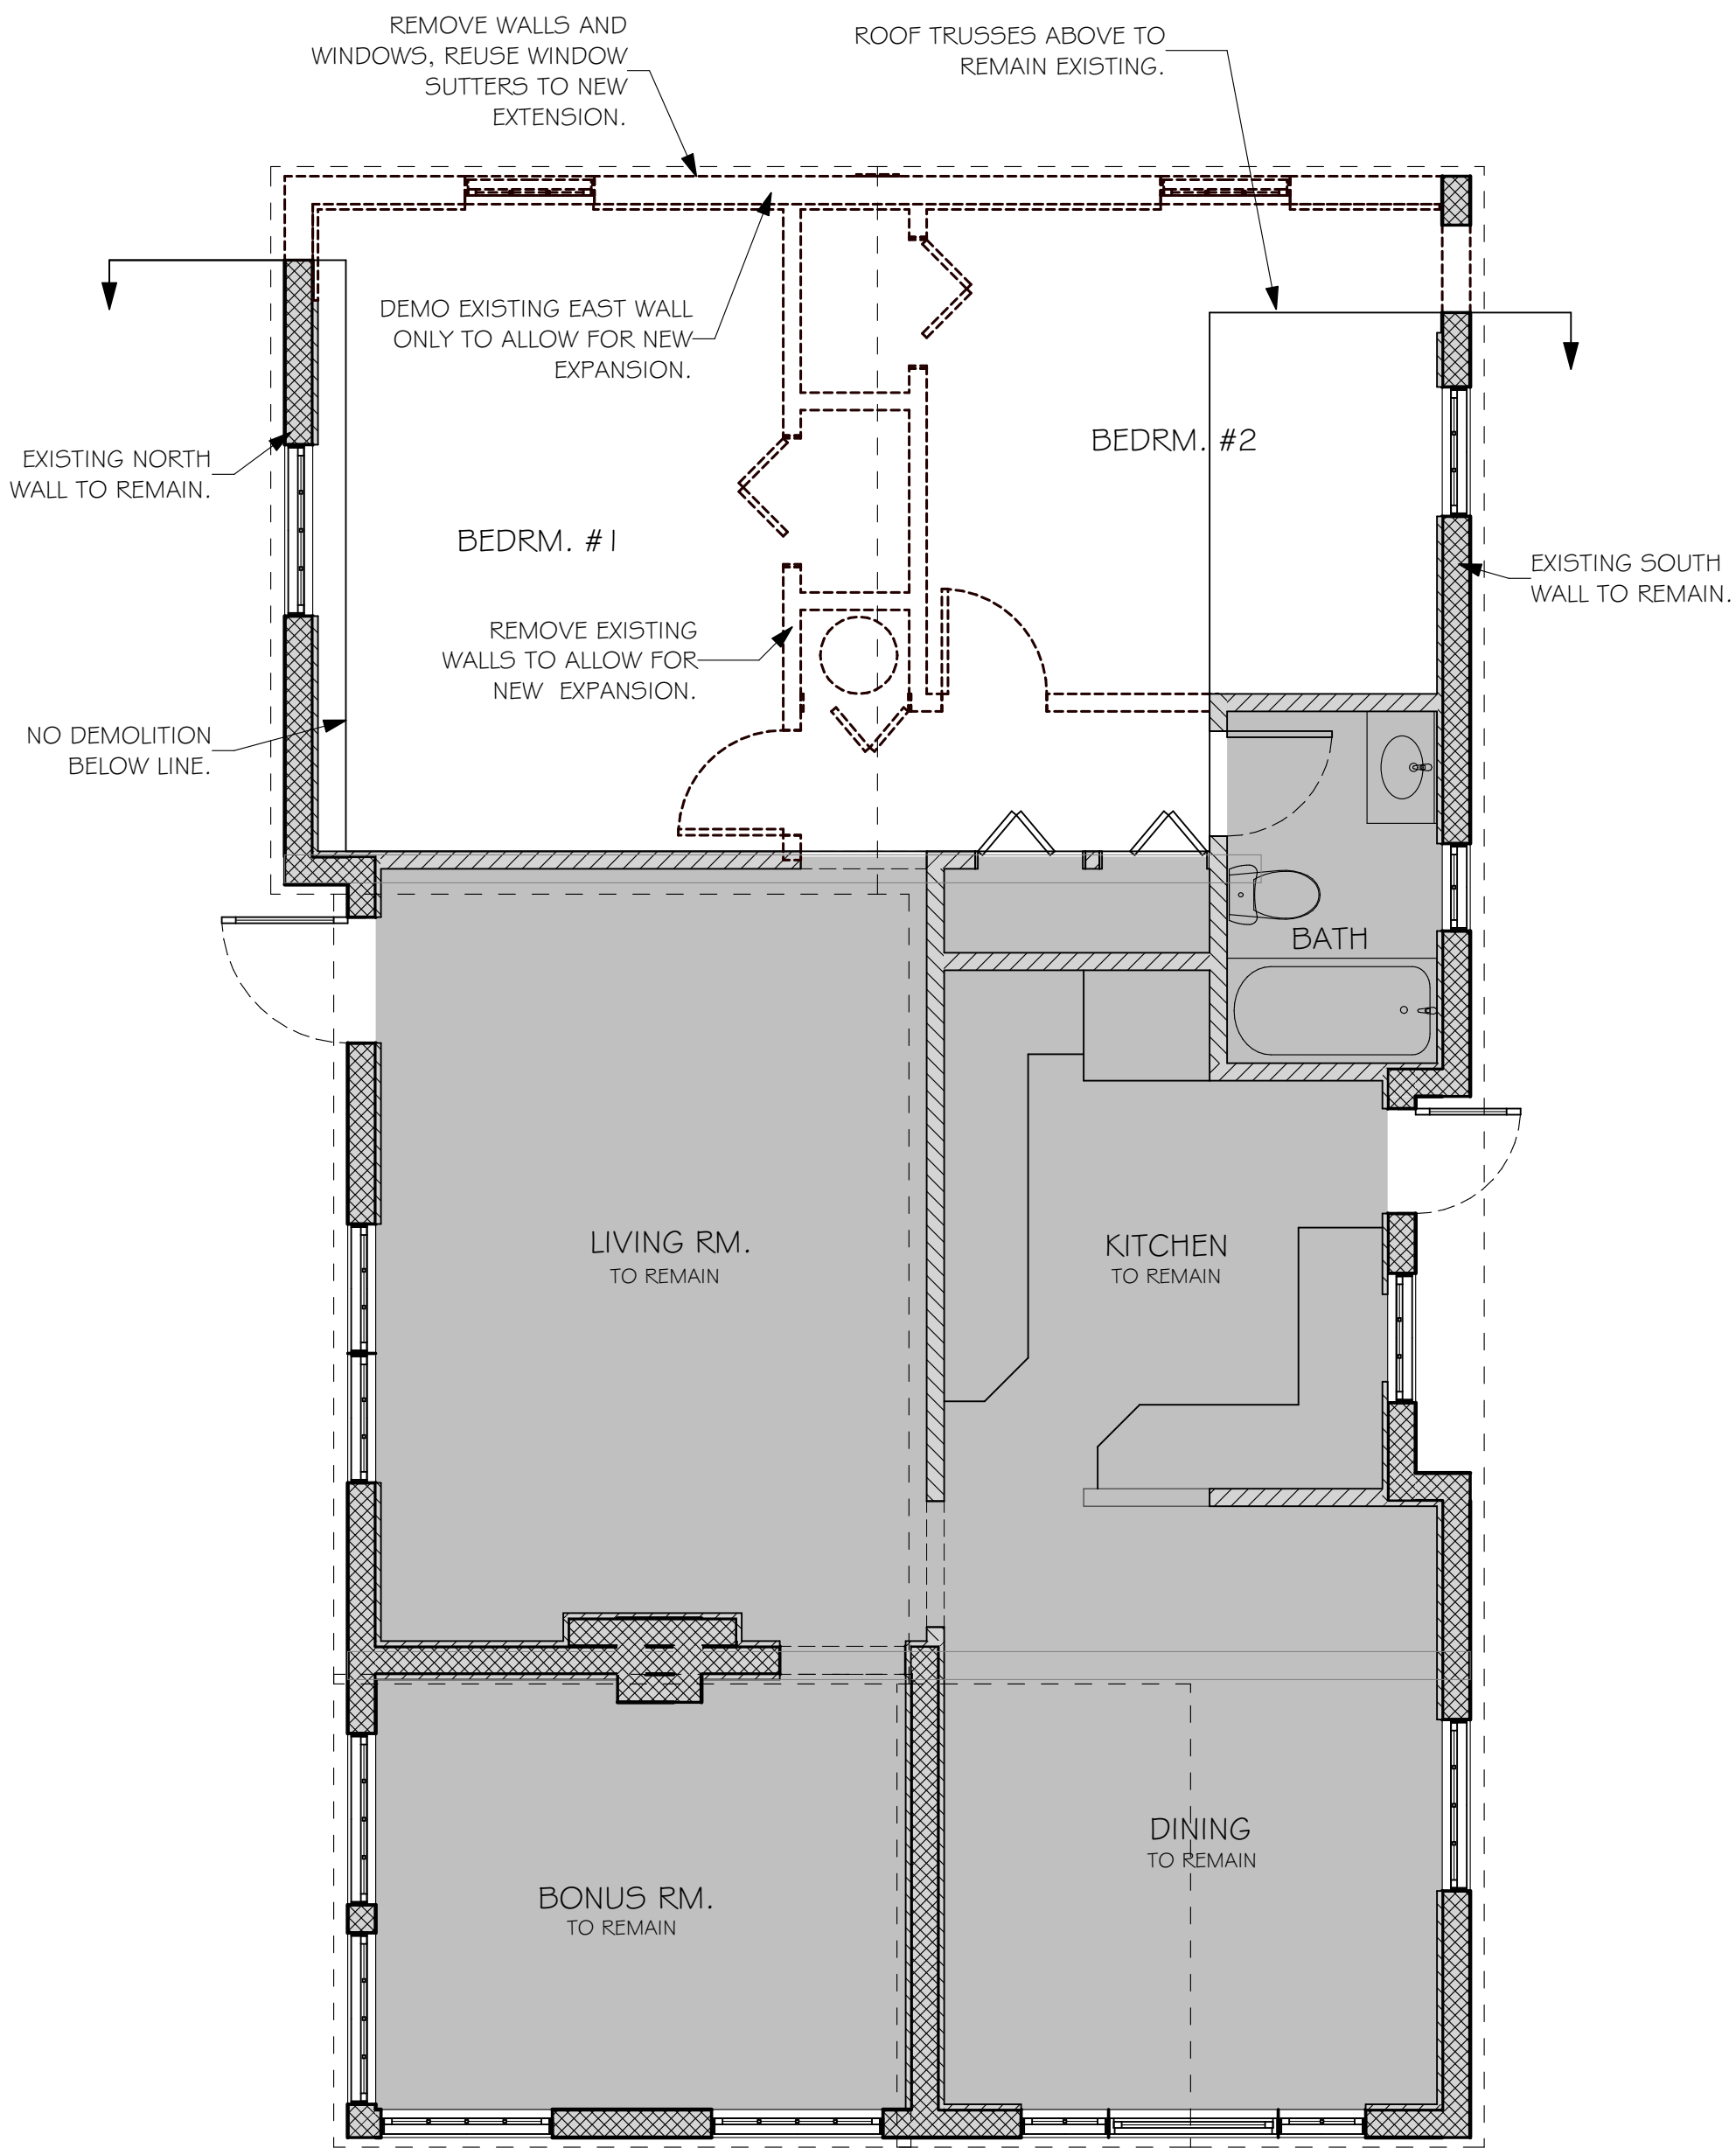 REMOVE WALLS AND
WINDOWS, REUSE WINDOW
SUTTERS TO NEW
EXTENSION.
ROOF TRUSSES ABOVE TO
REMAIN EXISTING.
DEMO EXISTING EAST WALL
ONLY TO ALLOW FOR NEW
EXPANSION.
BEDRM. #2
EXISTING NORTH
WALL TO REMAIN.
BEDRM. #1
EXISTING SOUTH
WALL TO REMAIN.
REMOVE EXISTING
WALLS TO ALLOW FOR
NEW EXPANSION.
NO DEMOLITION
BELOW LINE.
BATH
LIVING RM.
TO REMAIN
KITCHEN
TO REMAIN
DINING
TO REMAIN
BONUS RM.
TO REMAIN